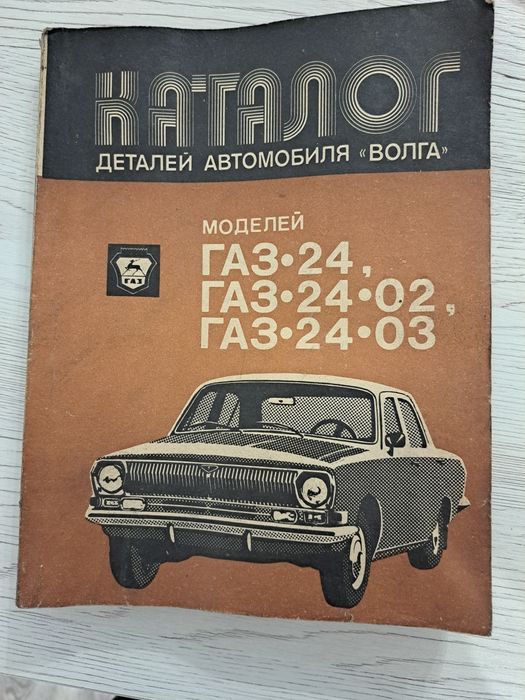 КАТАЛОГ
ДЕТАЛЕЙ АВТОМОБИЛЯ «ВОЛГА»
МОДЕЛЕЙ
ГАЗ•24,
ГАЗ•24•02,
ГАЗ•24•03
ГАЗ